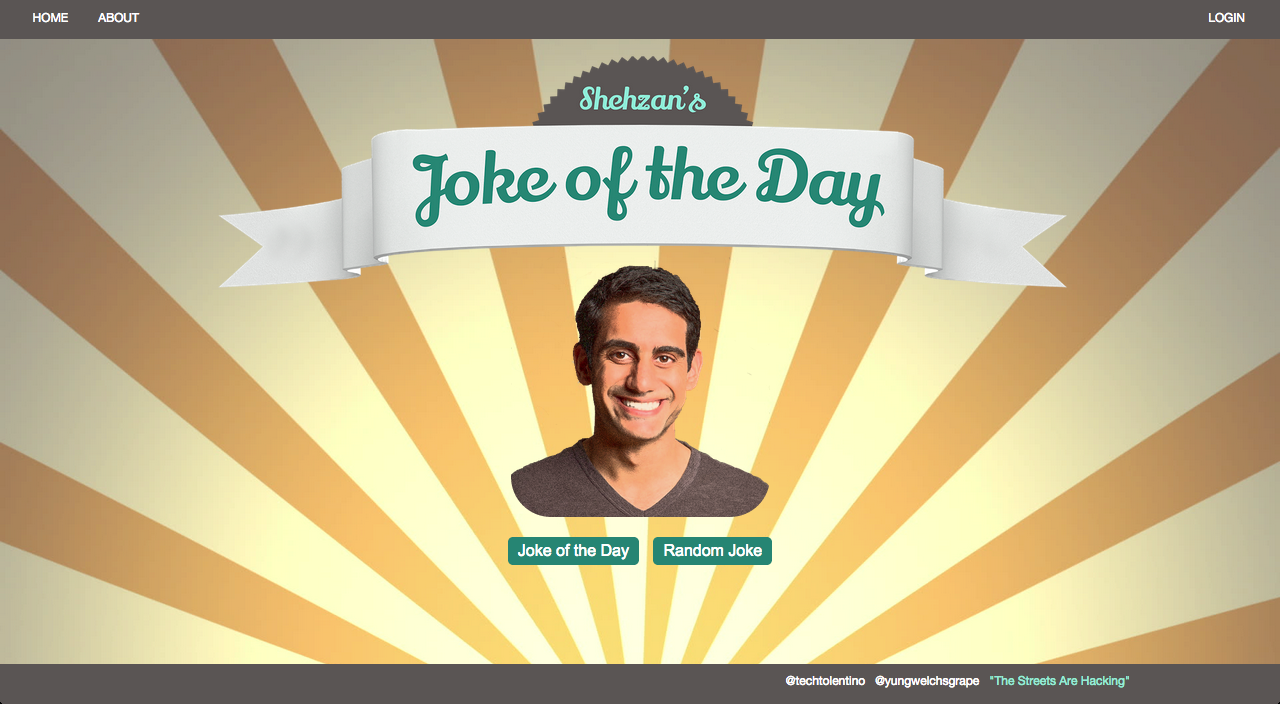 HOME ABOUT LOGIN
Shehzan's
Joke of the Day
Joke of the Day Random Joke
@techtolentino @yungwelchsgrape "The Streets Are Hacking"